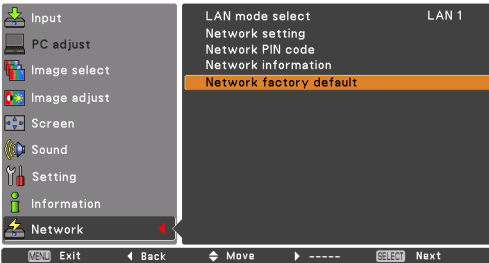 Input
PC adjust
Image select
Image adjust
Screen
Sound
Setting
Information
Network
LAN mode select LAN 1
Network setting
Network PIN code
Network information
Network factory default
MENU Exit Back Move ----- SELECT Next